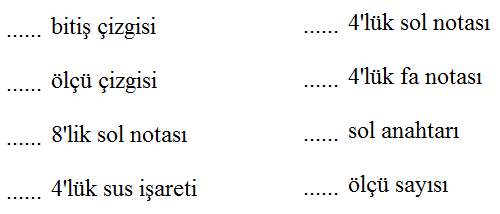 ...... bitiş çizgisi
...... ölçü çizgisi
...... 8'lik sol notası
...... 4'lük sus işareti
...... 4'lük sol notası
...... 4'lük fa notası
...... sol anahtarı
...... ölçü sayısı